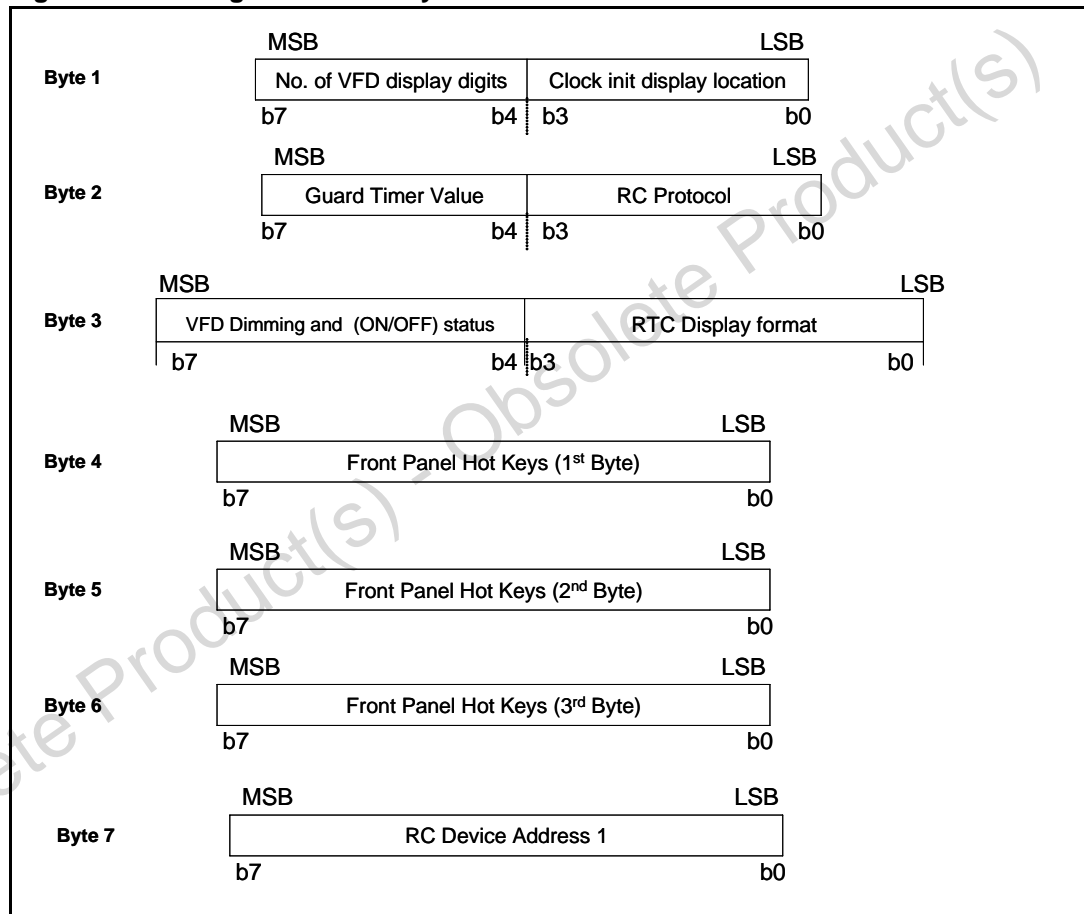 MSB LSB
Byte 1 No. of VFD display digits Clock init display location
b7 b4 b3 b0
MSB LSB
Byte 2 Guard Timer Value RC Protocol
b7 b4 b3 b0
MSB LSB
Byte 3 VFD Dimming and (ON/OFF) status RTC Display format
b7 b4 b3 b0
MSB LSB
Byte 4 Front Panel Hot Keys (1st Byte)
b7 b0
MSB LSB
Byte 5 Front Panel Hot Keys (2nd Byte)
b7 b0
MSB LSB
Byte 6 Front Panel Hot Keys (3rd Byte)
b7 b0
MSB LSB
Byte 7 RC Device Address 1
b7 b0
Product(s) - Obsolete Product(s)